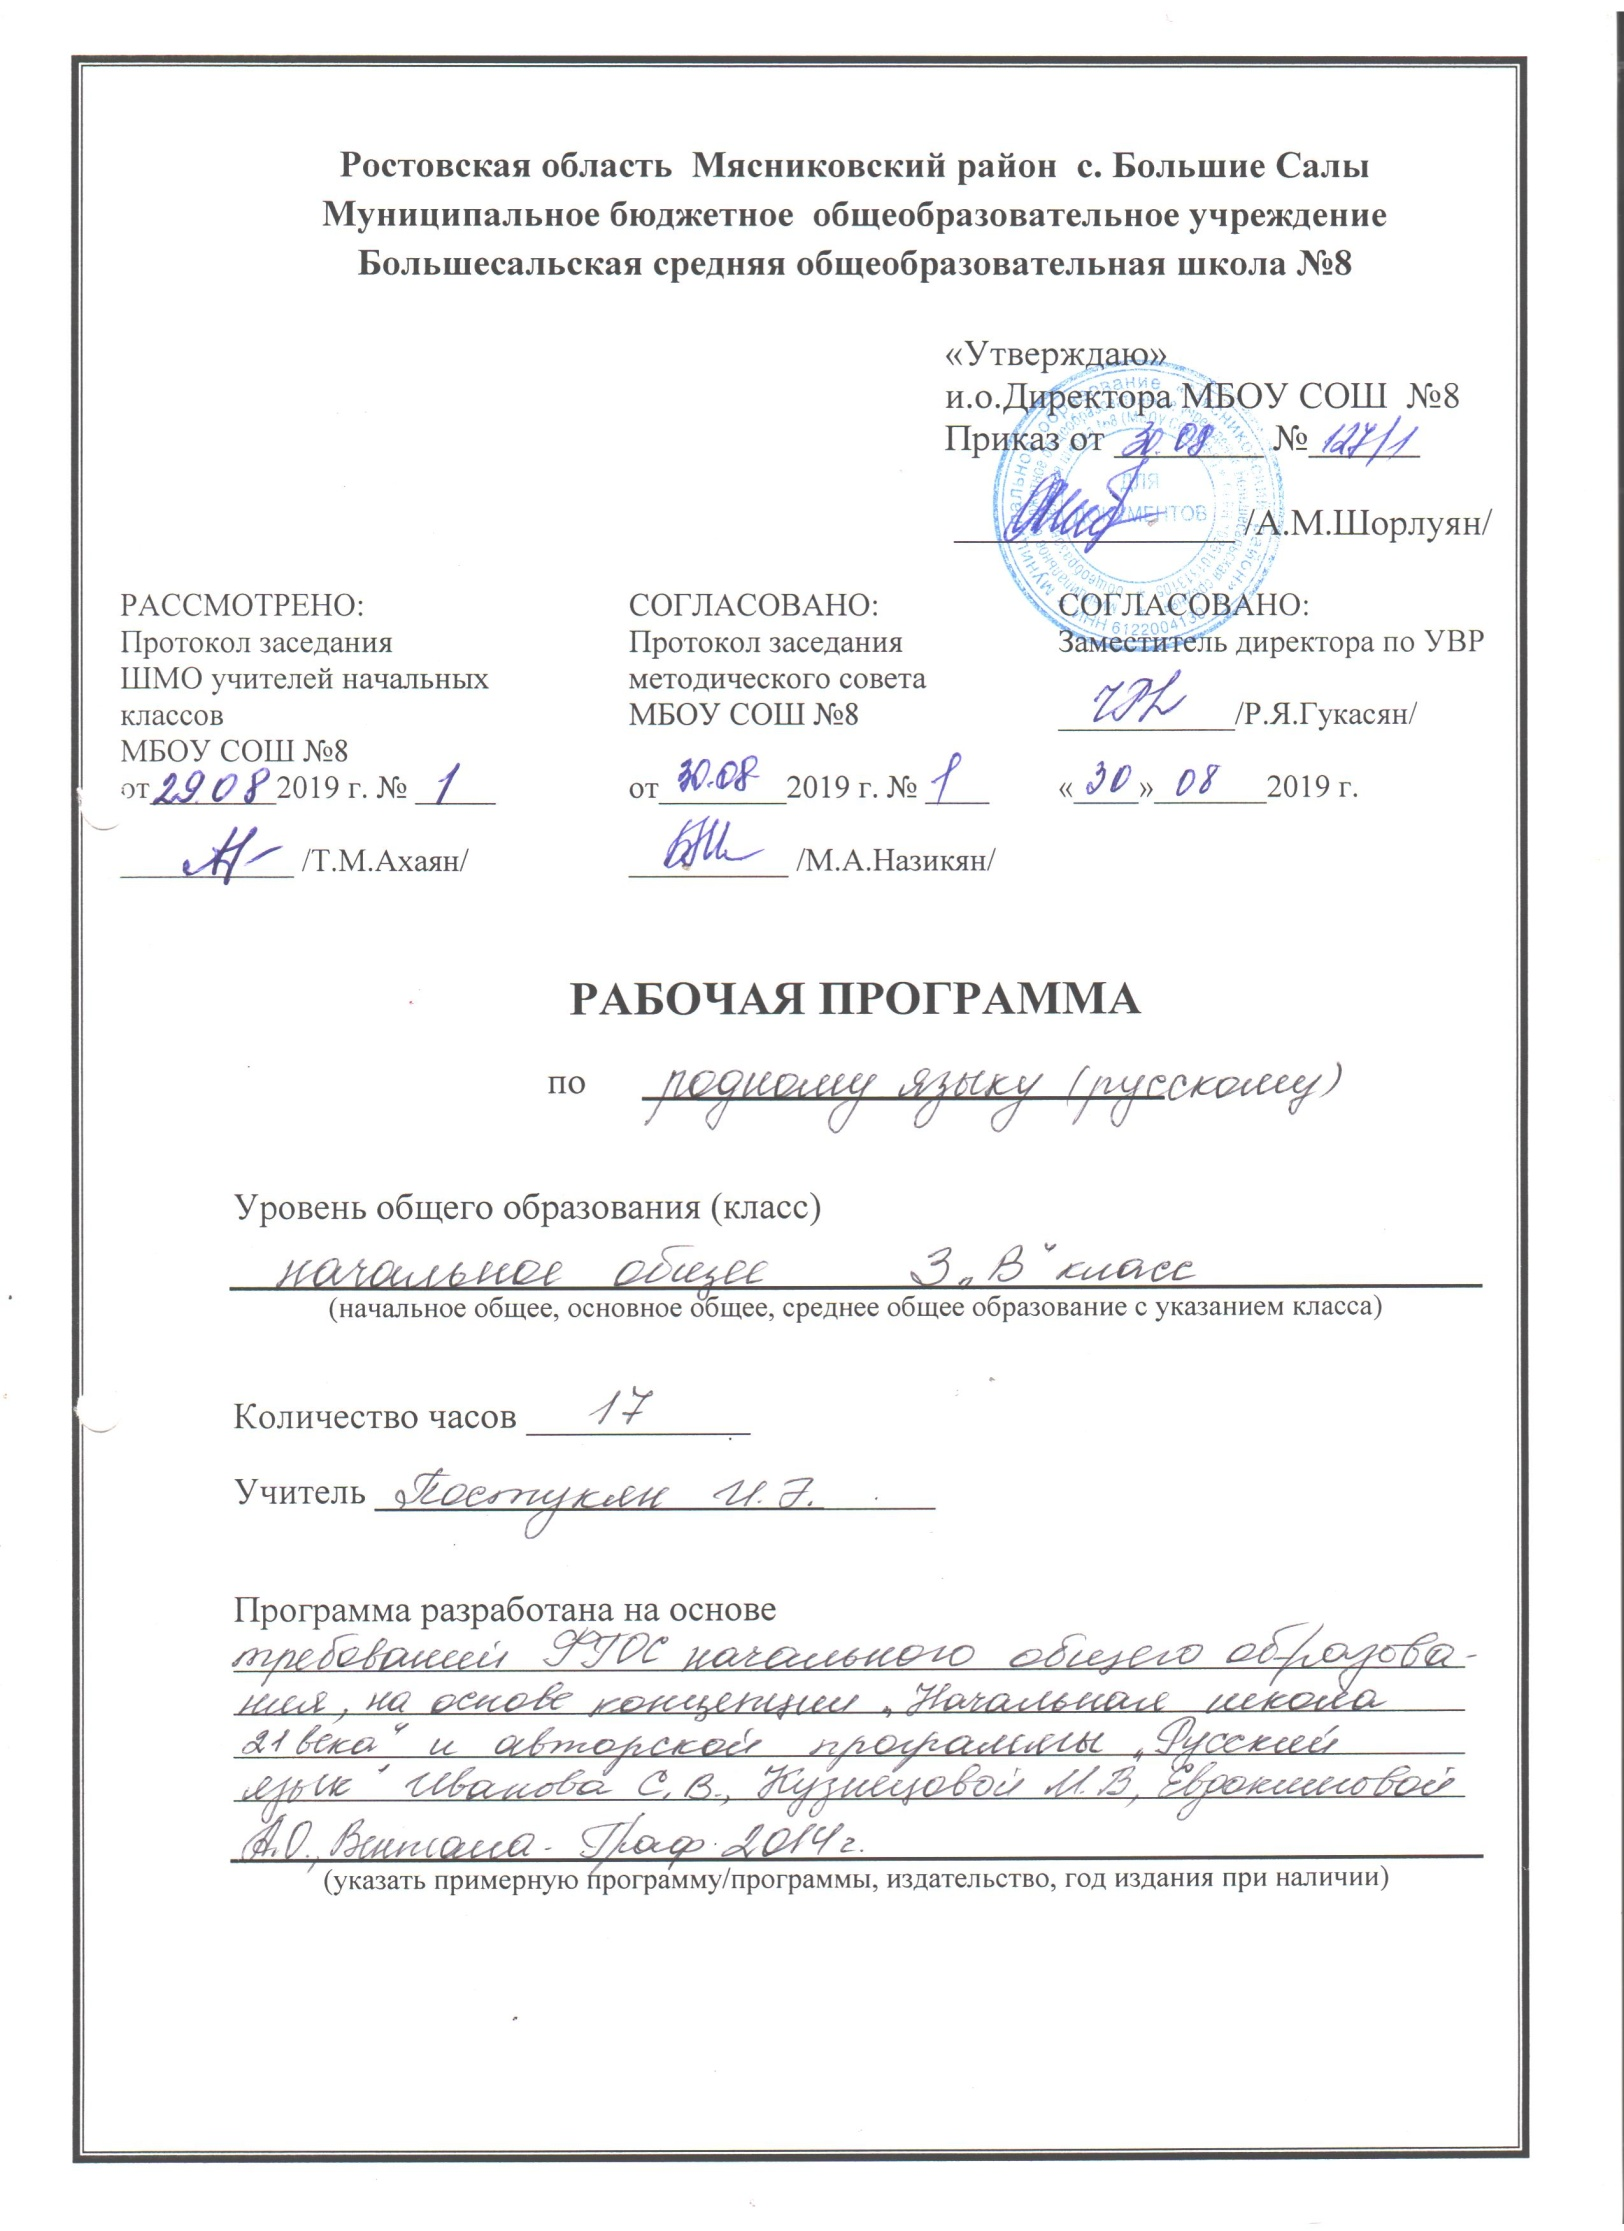 Ростовская область Мясниковский район с. Большие Салы
Муниципальное бюджетное общеобразовательное учреждение
Большесальская средняя общеобразовательная школа №8
«Утверждаю»
и.о.Директора МБОУ СОШ №8
Приказ от 30.08 № 127/1
ДЛЯ
ДОКУМЕНТОВ
/А.М.Шорлуян/
РАССМОТРЕНО:
Протокол заседания
ШМО учителей начальных
классов
МБОУ СОШ №8
от 29.08 2019 г. № 1
/Т.М.Ахаян/
СОГЛАСОВАНО:
Протокол заседания
методического совета
МБОУ СОШ №8
от 30.08 2019 г. № 1
/М.А.Назикян/
СОГЛАСОВАНО:
Заместитель директора по УВР
/Р.Я.Гукасян/
«30» 08 2019 г.
РАБОЧАЯ ПРОГРАММА
по родному языку (русскому)
Уровень общего образования (класс)
начальное общее 3 „В“ класс
(начальное общее, основное общее, среднее общее образование с указанием класса)
Количество часов 17
Учитель Постукян
Программа разработана на основе
требований ФГОС начального общего образова-
ния, на основе концепции „Начальная школа
21 века“ и авторской программы „Русский
язык“ Иванова С.В., Кузнецовой М.В, Евдокимовой
А.О., Вентана-Граф. 2014 г.
(указать примерную программу/программы, издательство, год издания при наличии)